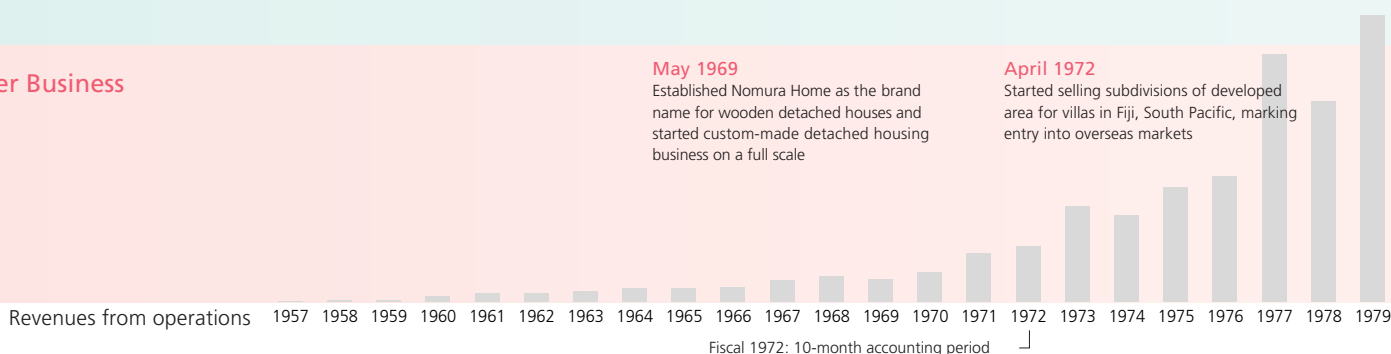 er Business
May 1969
Established Nomura Home as the brand
name for wooden detached houses and
started custom-made detached housing
business on a full scale
April 1972
Started selling subdivisions of developed
area for villas in Fiji, South Pacific, marking
entry into overseas markets
Revenues from operations 1957 1958 1959 1960 1961 1962 1963 1964 1965 1966 1967 1968 1969 1970 1971 1972 1973 1974 1975 1976 1977 1978 1979
Fiscal 1972: 10-month accounting period